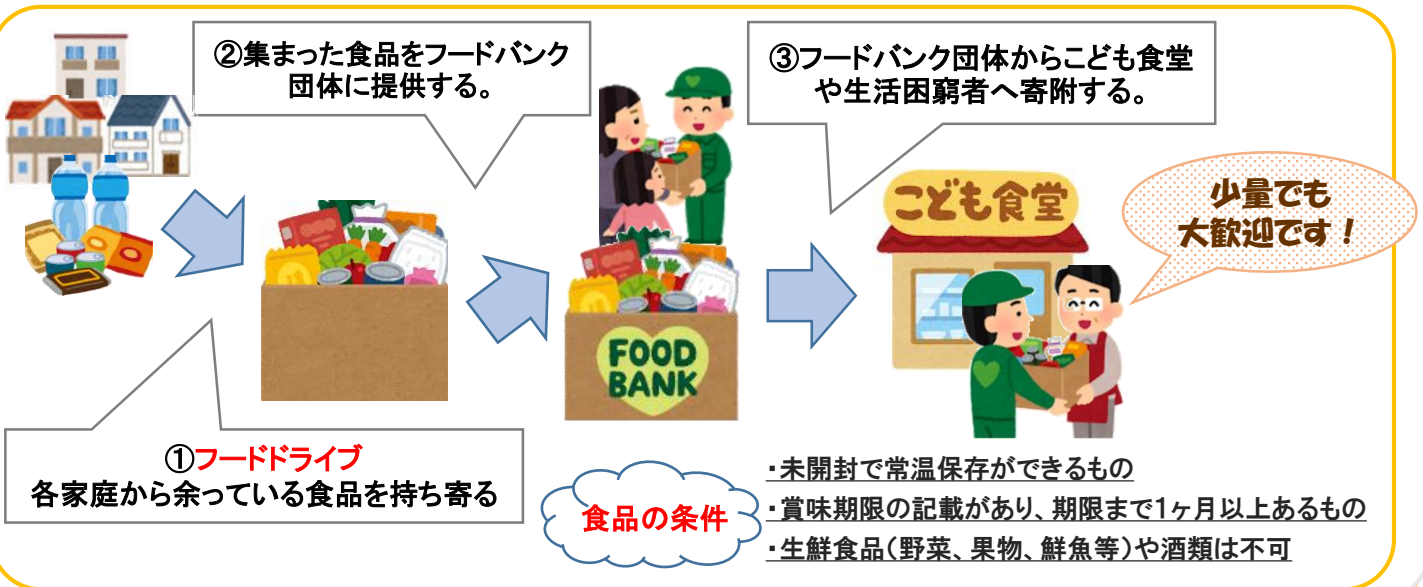 ②集まった食品をフードバンク
団体に提供する。
③フードバンク団体からこども食堂
や生活困窮者へ寄附する。
こども食堂
少量でも
大歓迎です！
FOOD
BANK
①フードドライブ
各家庭から余っている食品を持ち寄る
食品の条件
・未開封で常温保存ができるもの
・賞味期限の記載があり、期限まで1ヶ月以上あるもの
・生鮮食品(野菜、果物、鮮魚等)や酒類は不可